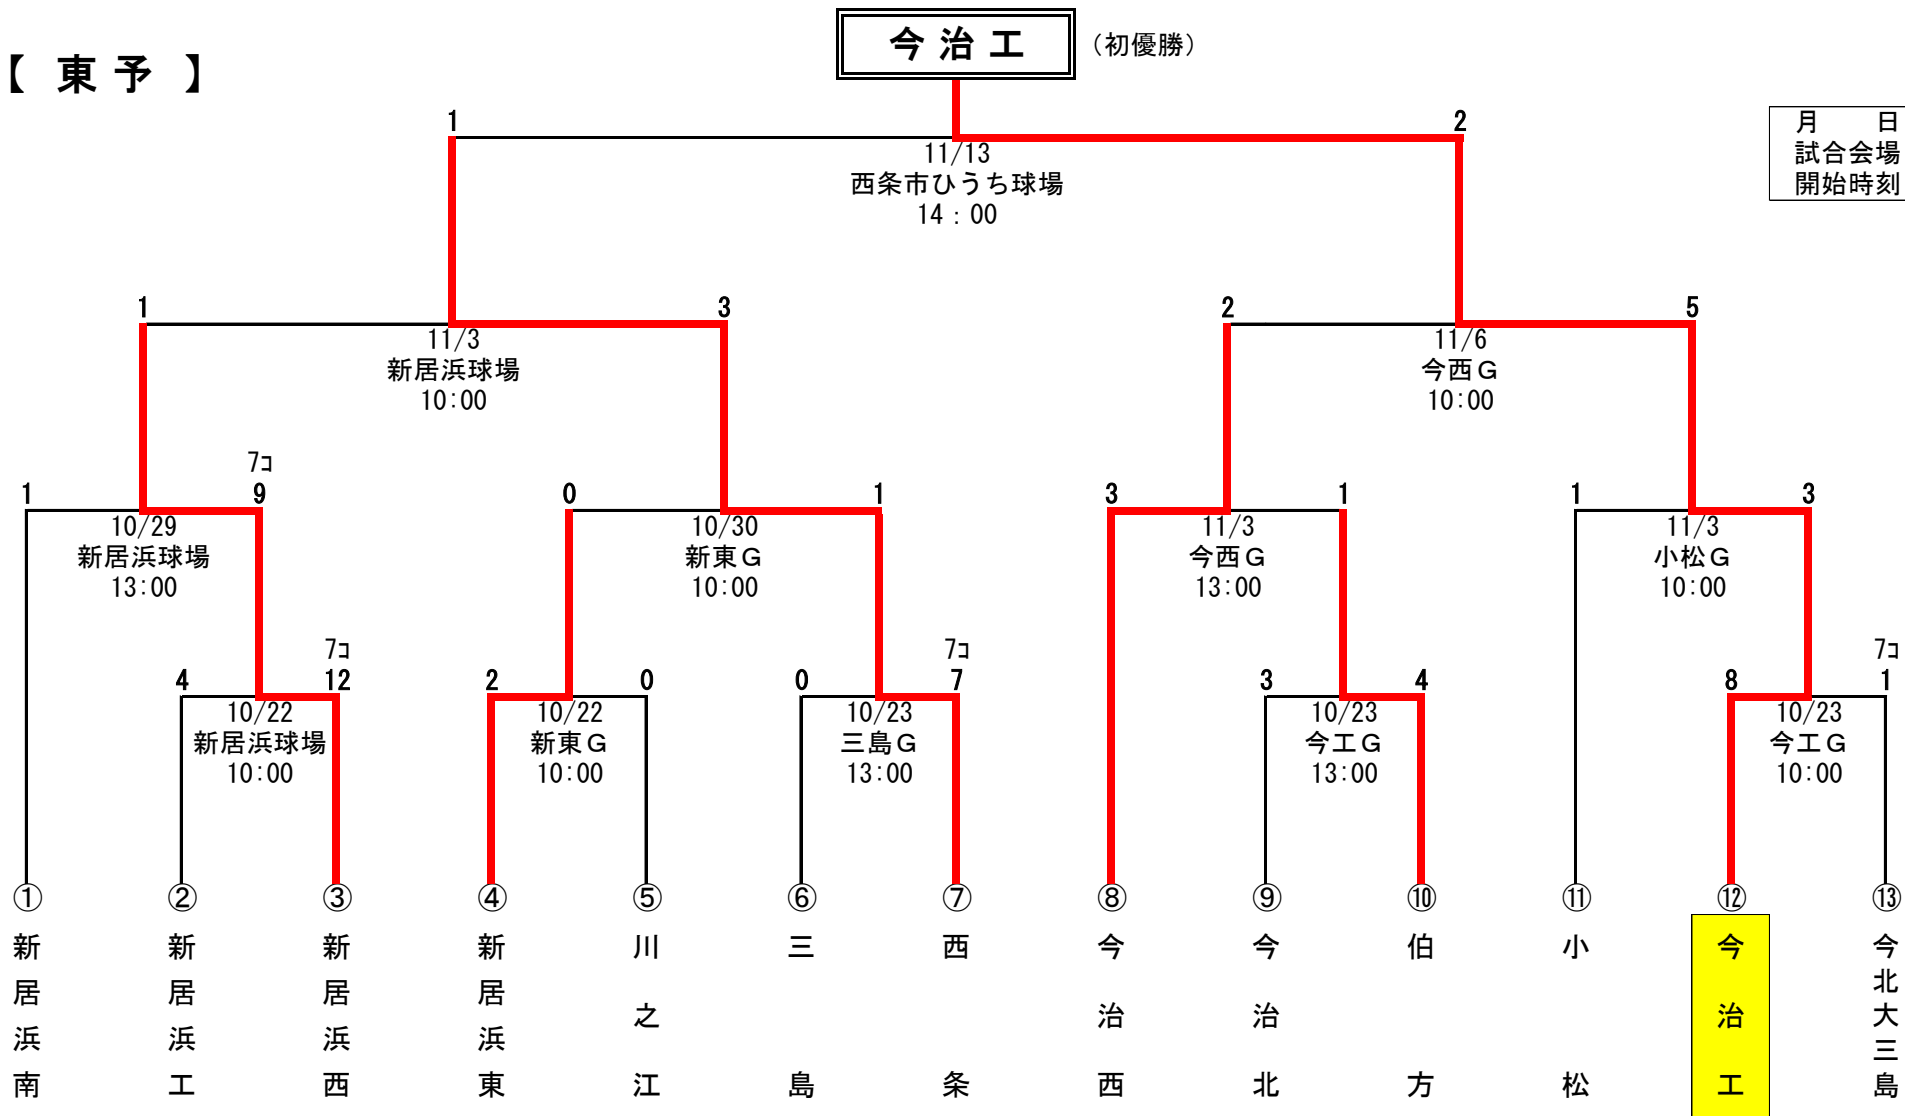 今治工
（初優勝）
【 東予 】
月 日
試合会場
開始時刻
1 2
11/13
西条市ひうち球場
14：00
1 3 2 5
11/3
新居浜球場
10:00
11/6
今西Ｇ
10:00
7ｺ
1 9 0 1 3 1 1 3
10/29
新居浜球場
13:00
10/30
新東Ｇ
10:00
11/3
今西Ｇ
13:00
11/3
小松Ｇ
10:00
7ｺ 7ｺ 7ｺ
4 12 2 0 0 7 3 4 8 1
10/22
新居浜球場
10:00
10/22
新東Ｇ
10:00
10/23
三島Ｇ
13:00
10/23
今工Ｇ
13:00
10/23
今工Ｇ
10:00
① ② ③ ④ ⑤ ⑥ ⑦ ⑧ ⑨ ⑩ ⑪ ⑫ ⑬
新居浜南
新居浜工
新居浜西
新居浜東
川之江
三島
西条
今治西
今治北
伯方
小松
今治工
今北大三島